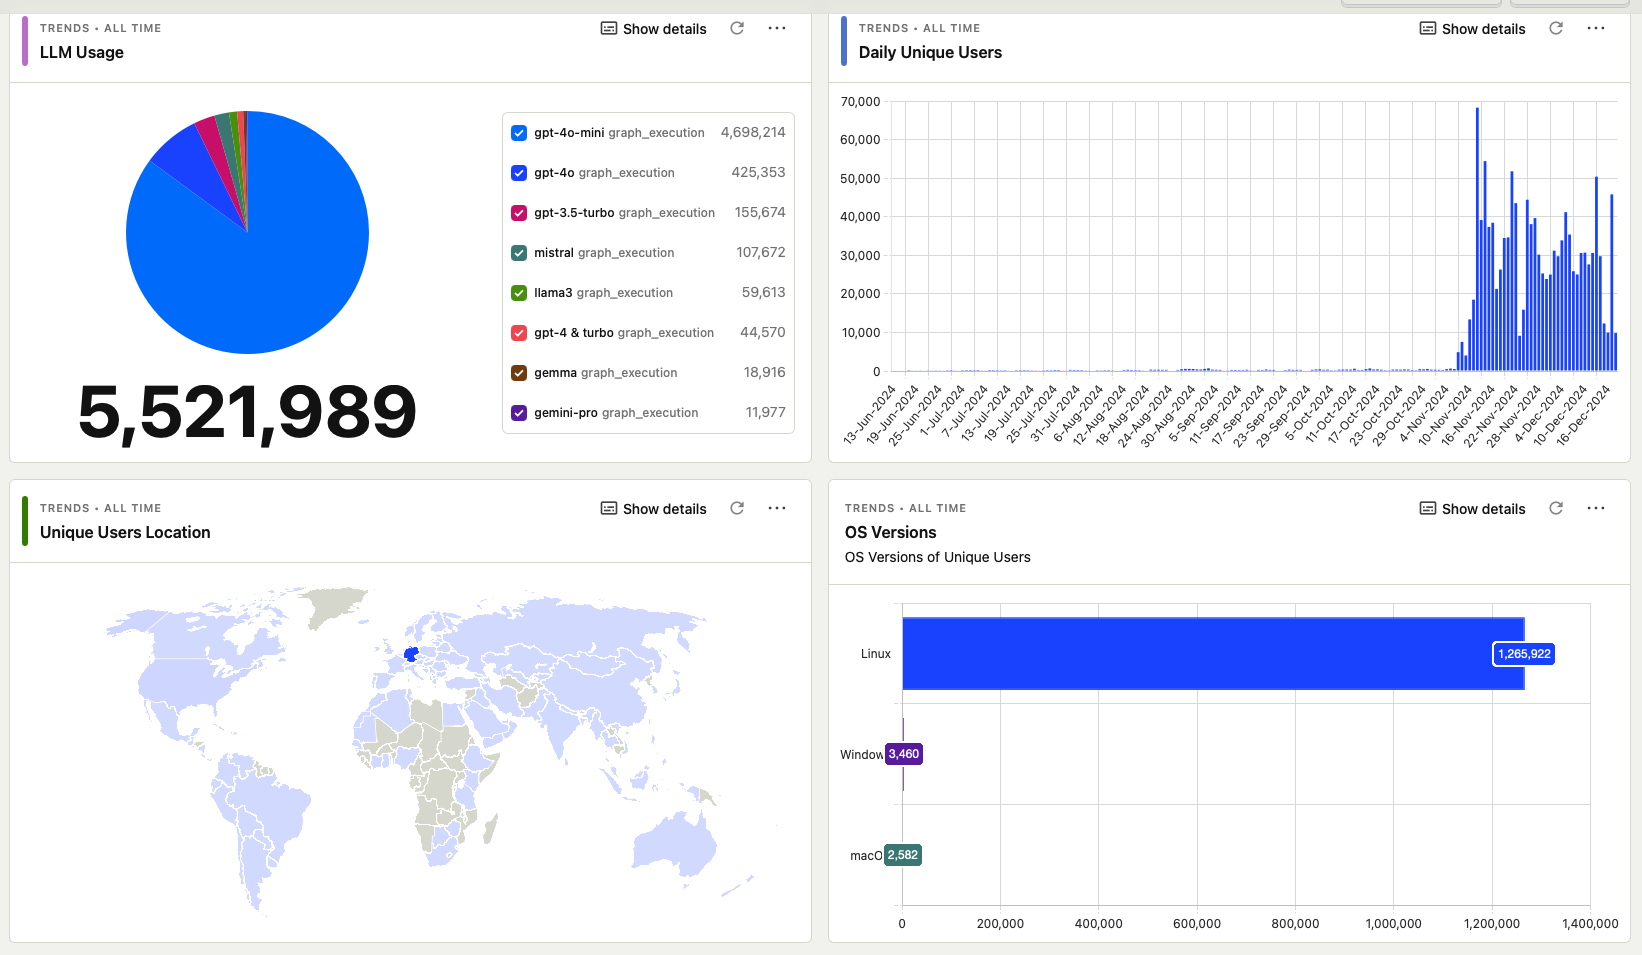 TRENDS • ALL TIME
Show details
LLM Usage
gpt-4o-mini graph_execution 4,698,214
gpt-4o graph_execution 425,353
gpt-3.5-turbo graph_execution 155,674
mistral graph_execution 107,672
llama3 graph_execution 59,613
gpt-4 & turbo graph_execution 44,570
gemma graph_execution 18,916
gemini-pro graph_execution 11,977
5,521,989
TRENDS • ALL TIME
Show details
Daily Unique Users
70,000
60,000
50,000
40,000
30,000
20,000
10,000
0
13-Jun-2024
19-Jun-2024
25-Jun-2024
1-Jul-2024
7-Jul-2024
13-Jul-2024
19-Jul-2024
25-Jul-2024
31-Jul-2024
6-Aug-2024
12-Aug-2024
18-Aug-2024
24-Aug-2024
30-Aug-2024
5-Sep-2024
11-Sep-2024
17-Sep-2024
23-Sep-2024
29-Sep-2024
5-Oct-2024
11-Oct-2024
17-Oct-2024
23-Oct-2024
29-Oct-2024
4-Nov-2024
10-Nov-2024
16-Nov-2024
22-Nov-2024
28-Nov-2024
4-Dec-2024
10-Dec-2024
16-Dec-2024
TRENDS • ALL TIME
Show details
Unique Users Location
TRENDS • ALL TIME
Show details
OS Versions
OS Versions of Unique Users
Linux 1,265,922
Window 3,460
macO 2,582
0 200,000 400,000 600,000 800,000 1,000,000 1,200,000 1,400,000